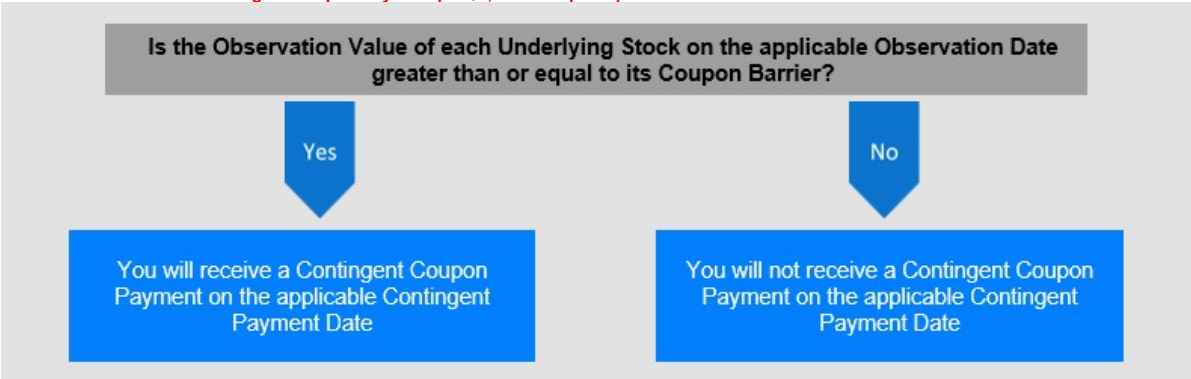 Is the Observation Value of each Underlying Stock on the applicable Observation Date
greater than or equal to its Coupon Barrier?
Yes
No
You will receive a Contingent Coupon
Payment on the applicable Contingent
Payment Date
You will not receive a Contingent Coupon
Payment on the applicable Contingent
Payment Date